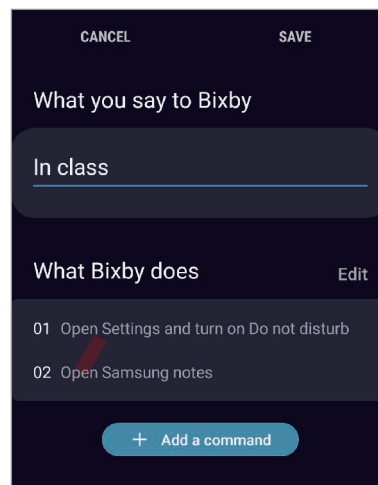 CANCEL SAVE
What you say to Bixby
In class
What Bixby does Edit
01 Open Settings and turn on Do not disturb
02 Open Samsung notes
+ Add a command